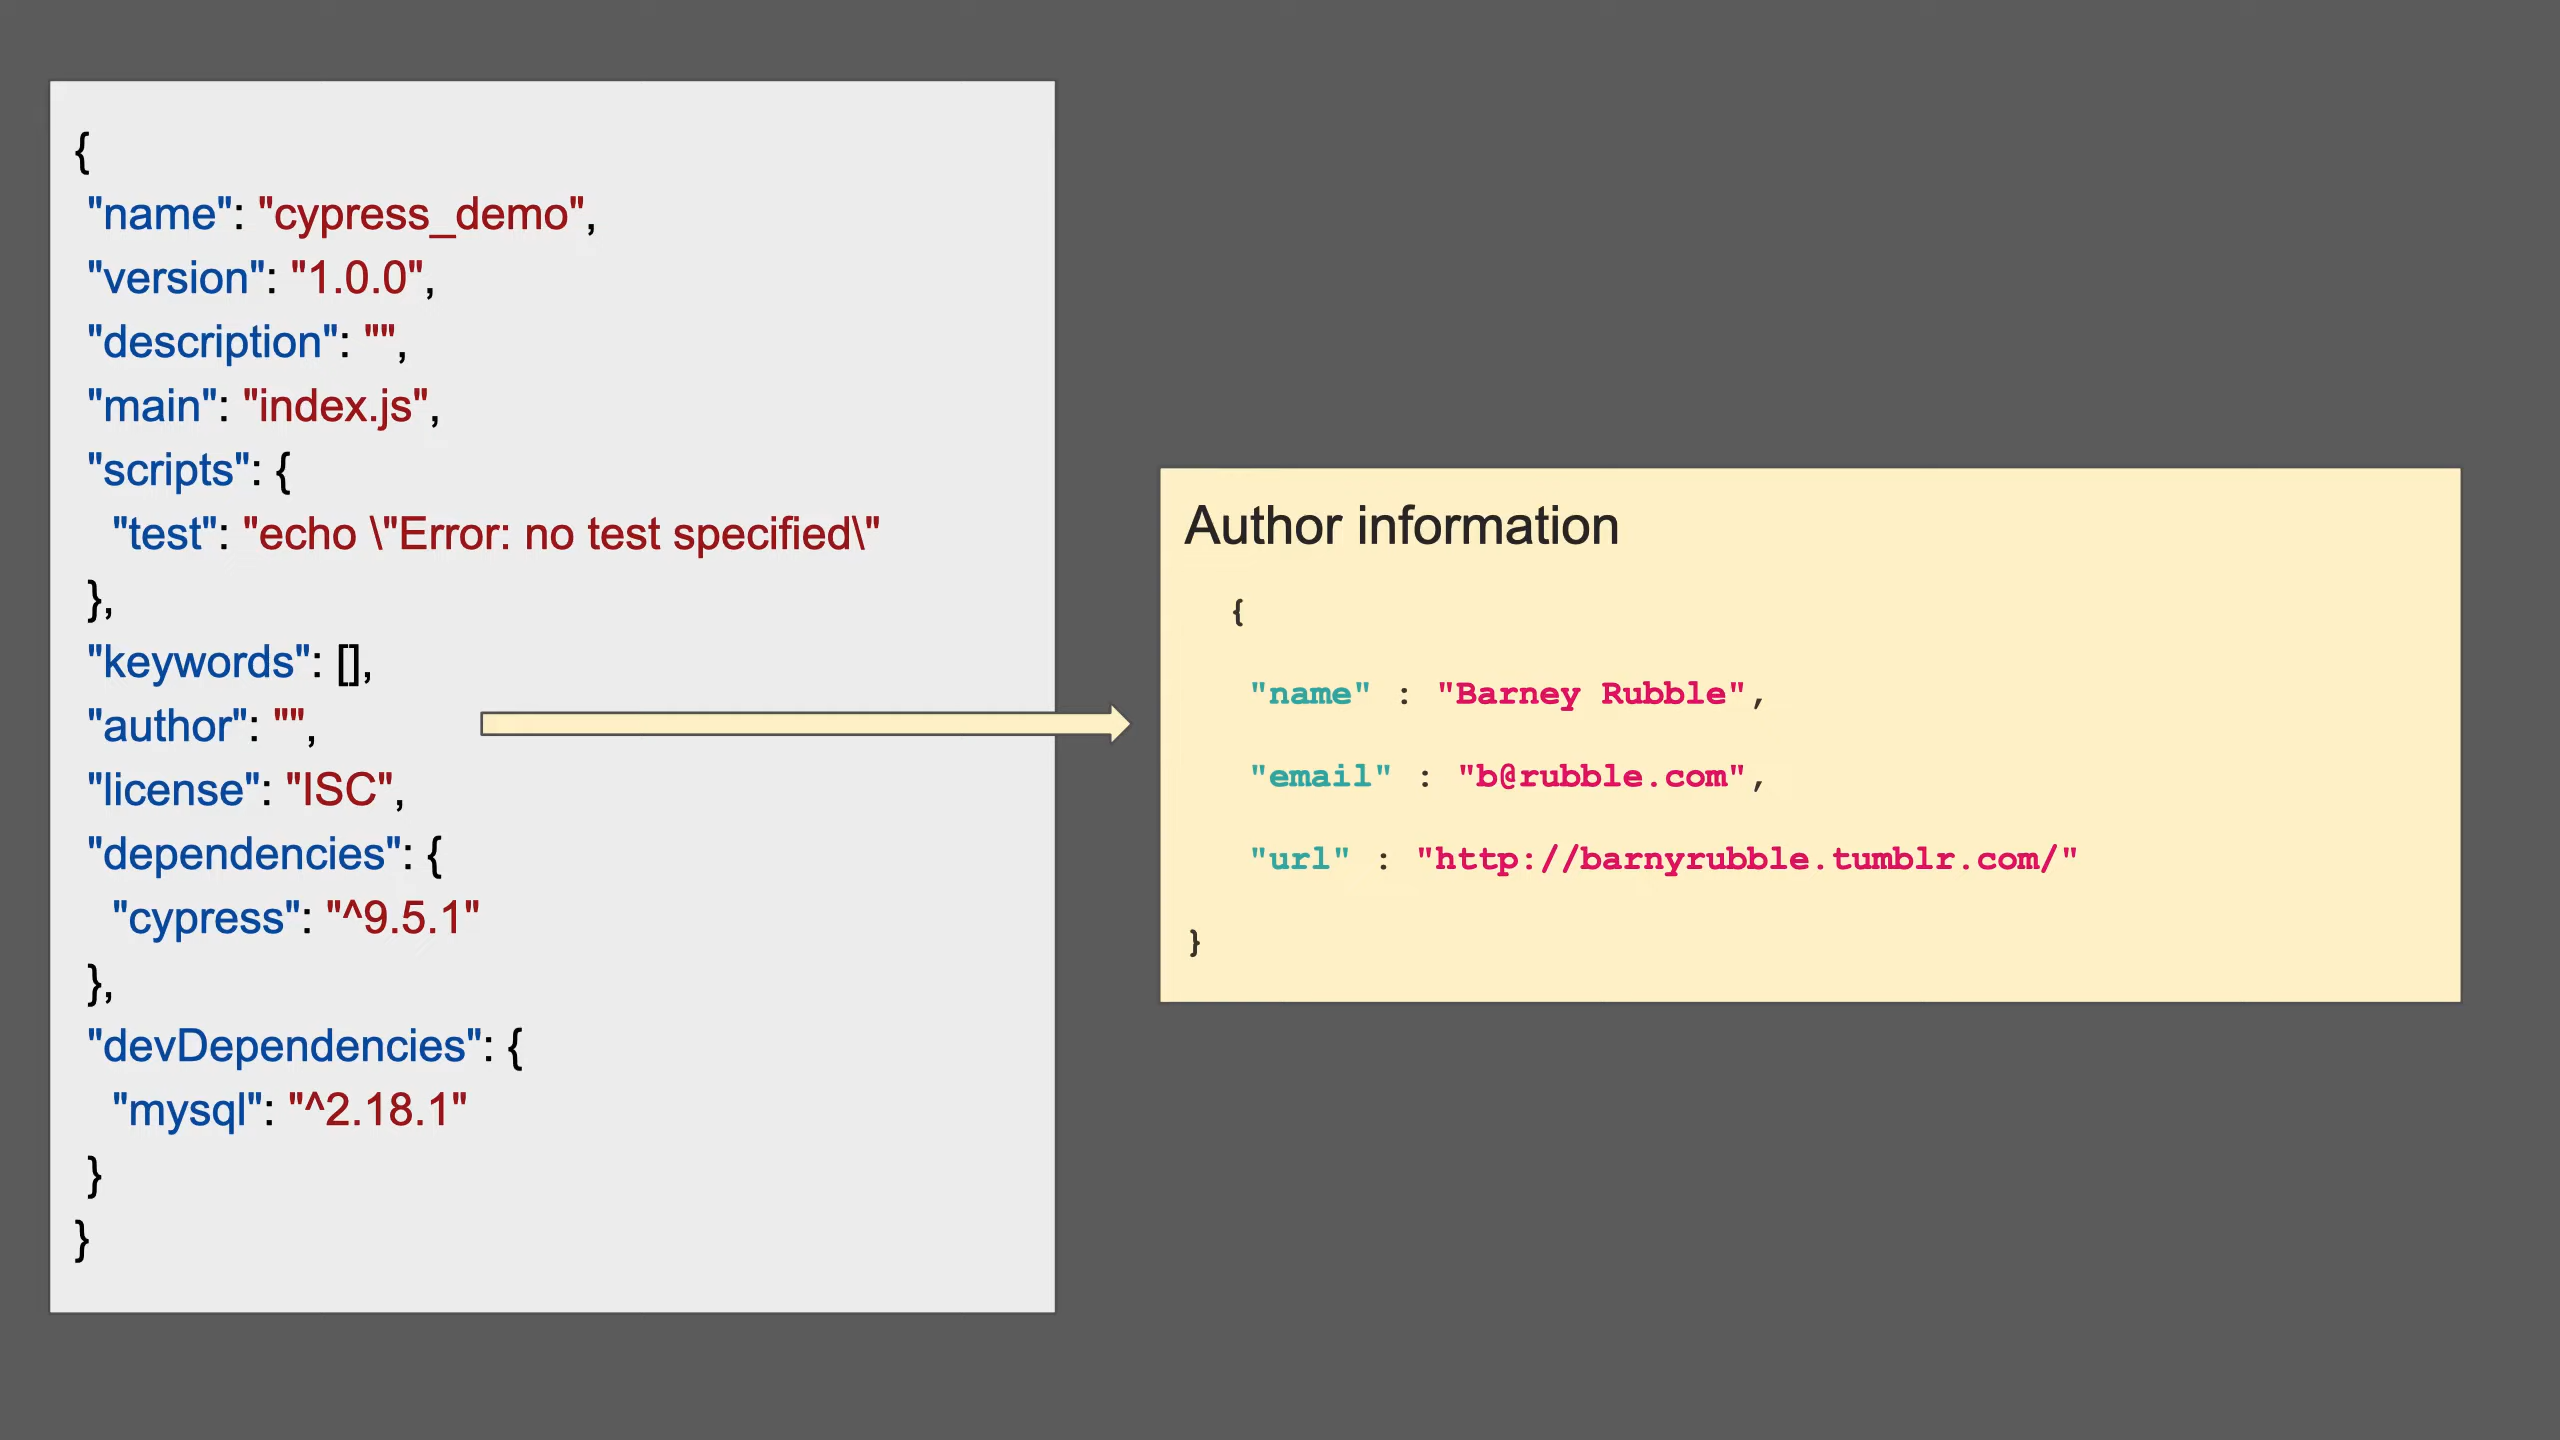 {
"name": "cypress_demo",
"version": "1.0.0",
"description": "",
"main": "index.js",
"scripts": {
"test": "echo \"Error: no test specified\"
},
"keywords": [],
"author": "",
"license": "ISC",
"dependencies": {
"cypress": "^9.5.1"
},
"devDependencies": {
"mysql": "^2.18.1"
}
}
Author information
{
"name" : "Barney Rubble",
"email" : "b@rubble.com",
"url" : "http://barnyrubble.tumblr.com/"
}